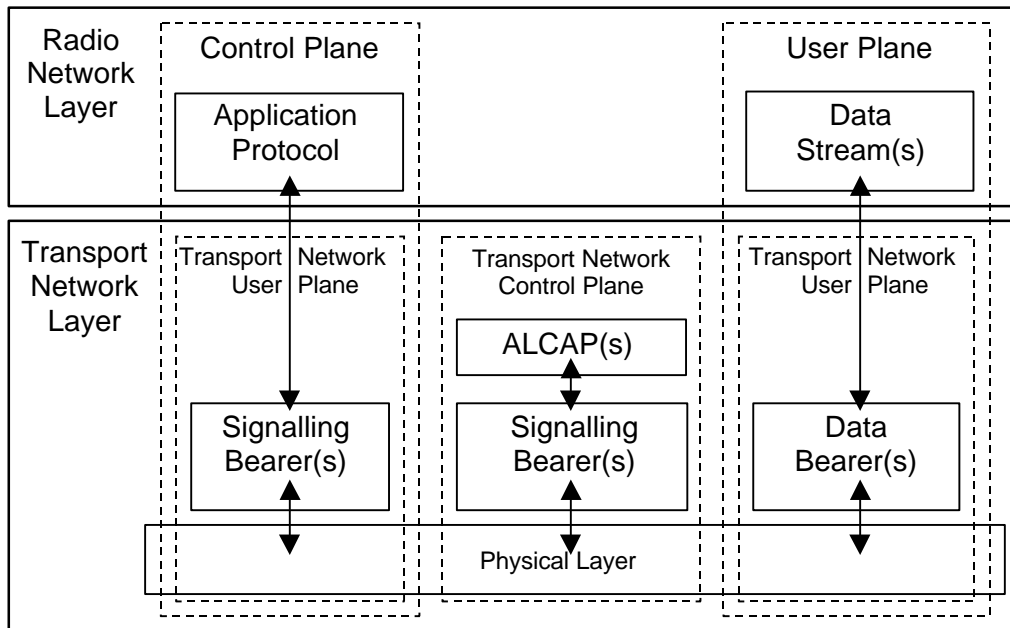 Radio
Network
Layer
Control Plane
User Plane
Application
Protocol
Data
Stream(s)
Transport
Network
Layer
Transport Network
User Plane
Transport Network
Control Plane
Transport Network
User Plane
ALCAP(s)
Signalling
Bearer(s)
Signalling
Bearer(s)
Data
Bearer(s)
Physical Layer